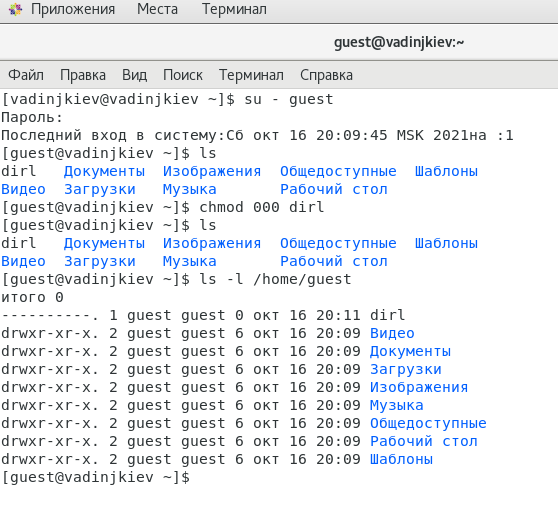 Приложения Места Терминал
guest@vadinjkiev:~
Файл Правка Вид Поиск Терминал Справка
[vadinjkiev@vadinjkiev ~]$ su - guest
Пароль:
Последний вход в систему:Сб окт 16 20:09:45 MSK 2021на :1
[guest@vadinjkiev ~]$ ls
dirl Документы Изображения Общедоступные Шаблоны
Видео Загрузки Музыка Рабочий стол
[guest@vadinjkiev ~]$ chmod 000 dirl
[guest@vadinjkiev ~]$ ls
dirl Документы Изображения Общедоступные Шаблоны
Видео Загрузки Музыка Рабочий стол
[guest@vadinjkiev ~]$ ls -l /home/guest
итого 0
----------. 1 guest guest 0 окт 16 20:11 dirl
drwxr-xr-x. 2 guest guest 6 окт 16 20:09 Видео
drwxr-xr-x. 2 guest guest 6 окт 16 20:09 Документы
drwxr-xr-x. 2 guest guest 6 окт 16 20:09 Загрузки
drwxr-xr-x. 2 guest guest 6 окт 16 20:09 Изображения
drwxr-xr-x. 2 guest guest 6 окт 16 20:09 Музыка
drwxr-xr-x. 2 guest guest 6 окт 16 20:09 Общедоступные
drwxr-xr-x. 2 guest guest 6 окт 16 20:09 Рабочий стол
drwxr-xr-x. 2 guest guest 6 окт 16 20:09 Шаблоны
[guest@vadinjkiev ~]$